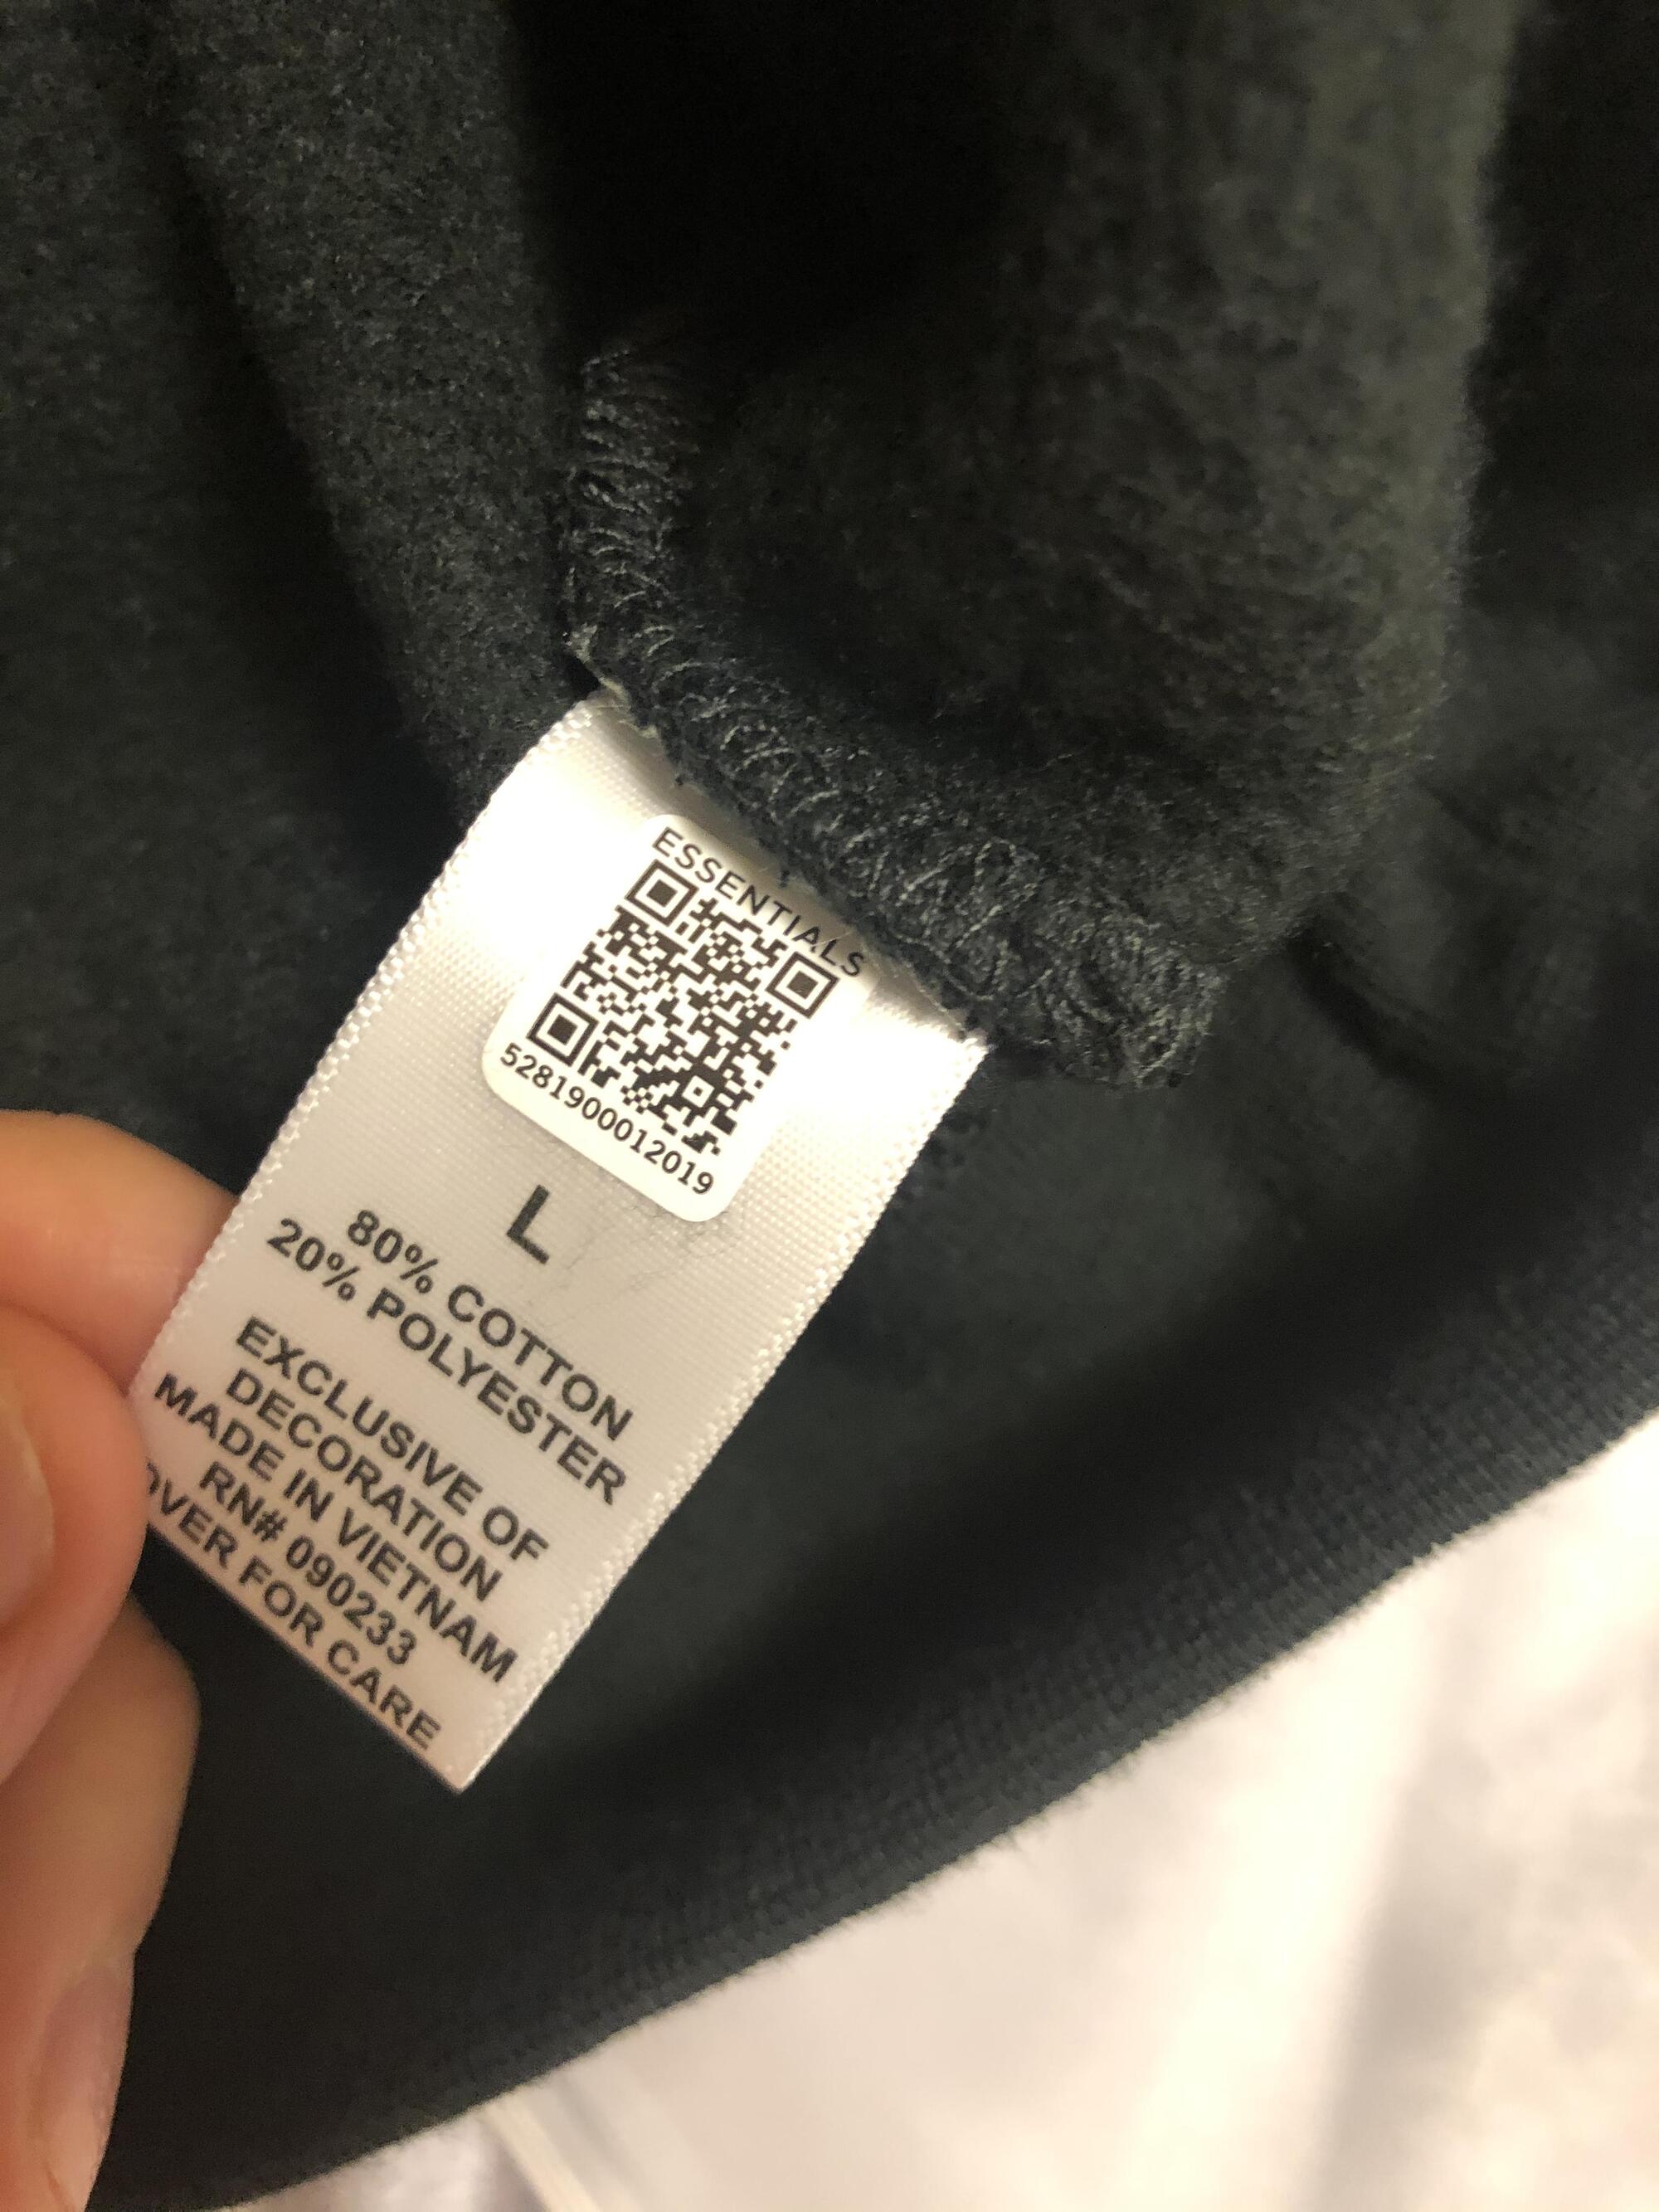 ESSENTIALS
5281900012019
L
80% COTTON
20% POLYESTER
EXCLUSIVE OF
DECORATION
MADE IN VIETNAM
RN# 090233
OVER FOR CARE